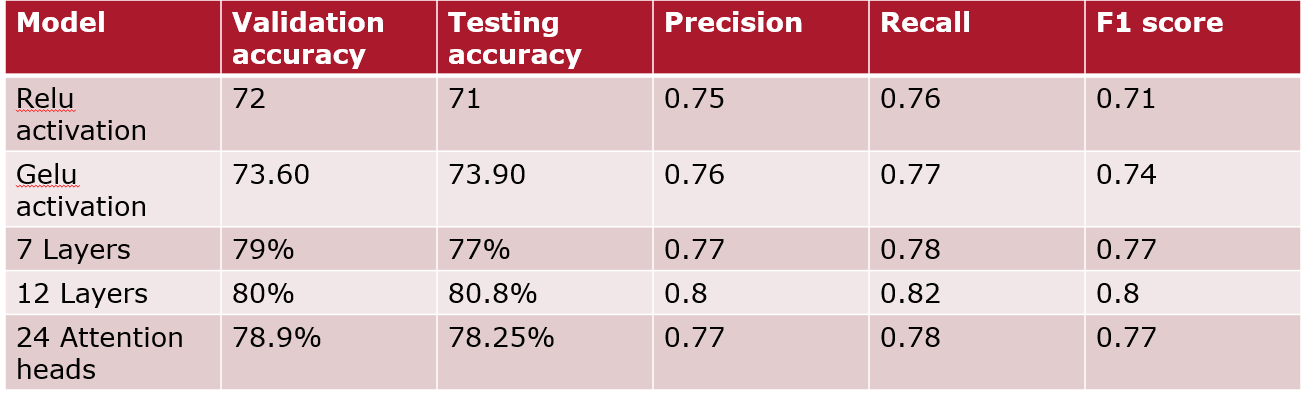 Model Validation accuracy Testing accuracy Precision Recall F1 score
Relu activation 72 71 0.75 0.76 0.71
Gelu activation 73.60 73.90 0.76 0.77 0.74
7 Layers 79% 77% 0.77 0.78 0.77
12 Layers 80% 80.8% 0.8 0.82 0.8
24 Attention heads 78.9% 78.25% 0.77 0.78 0.77